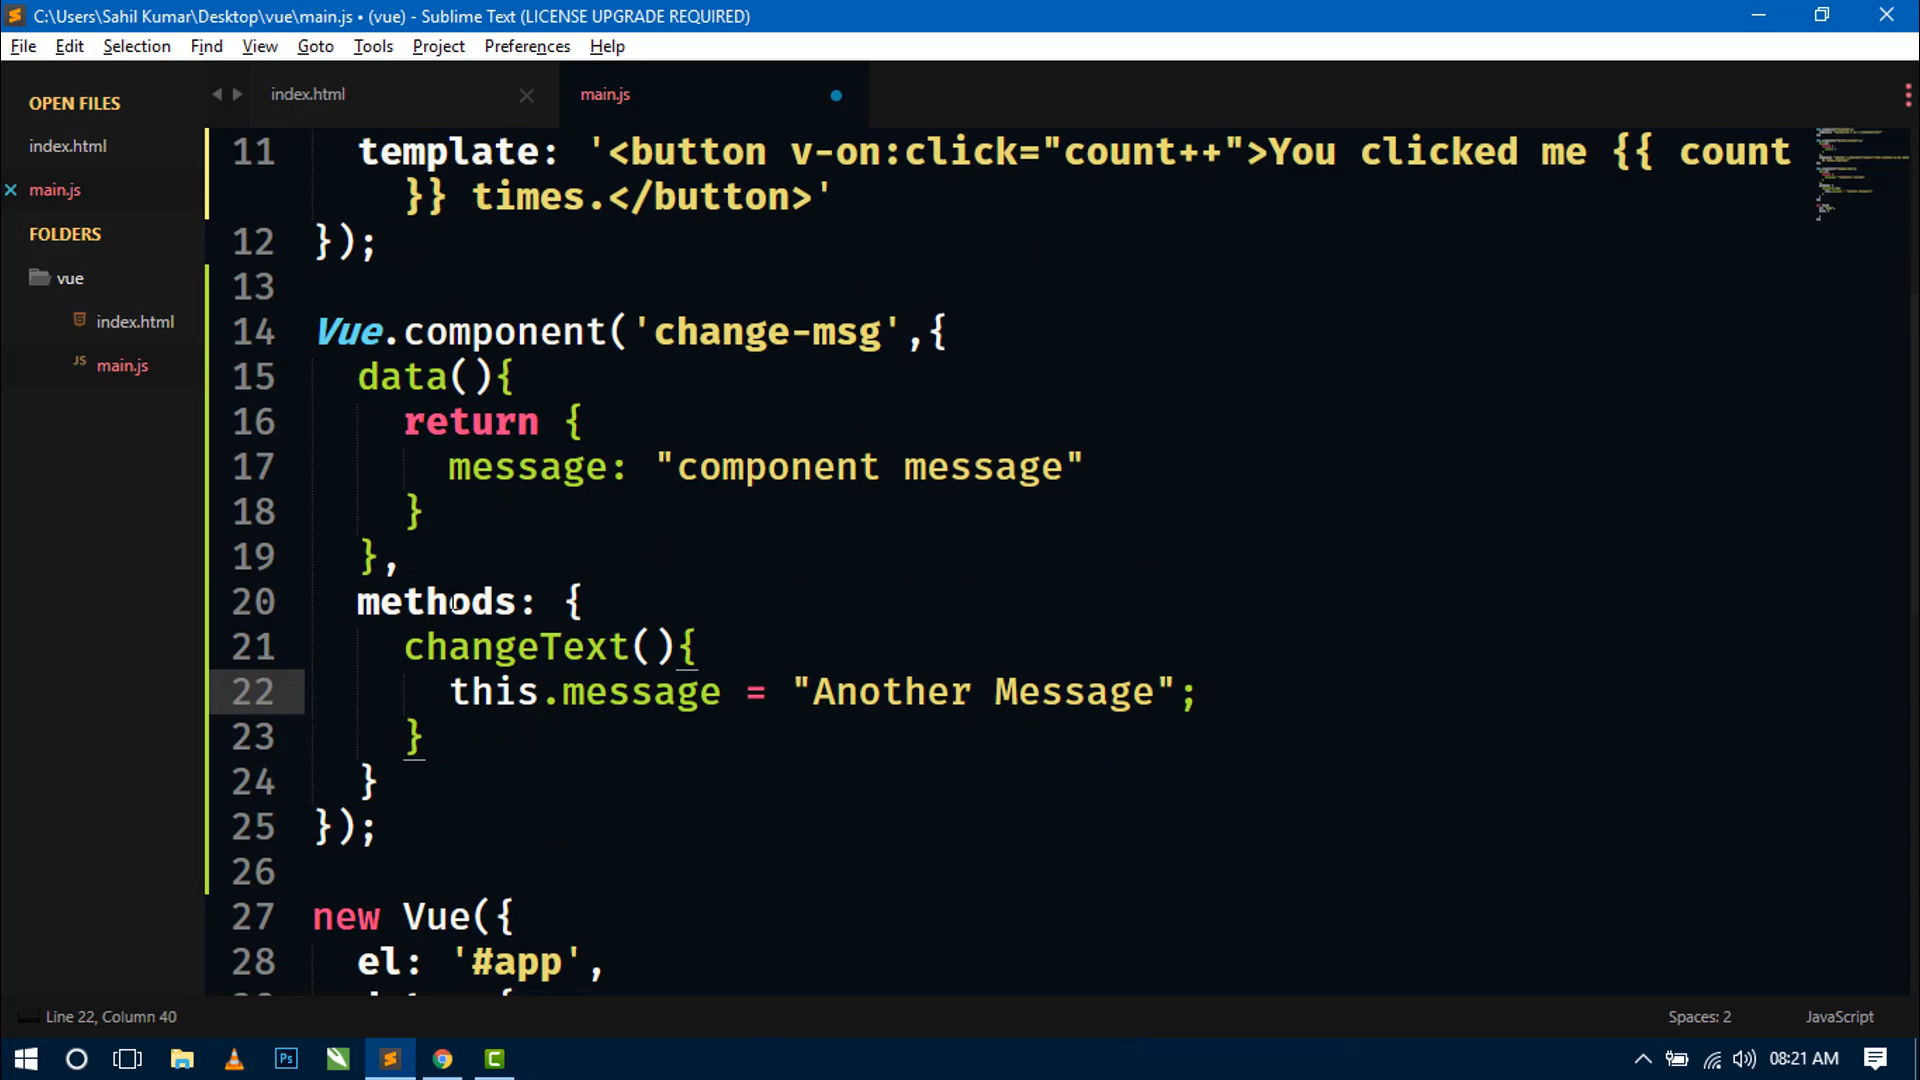 C:\Users\Sahil Kumar\Desktop\vue\main.js • (vue) - Sublime Text (LICENSE UPGRADE REQUIRED)
File Edit Selection Find View Goto Tools Project Preferences Help
OPEN FILES
index.html
main.js
FOLDERS
vue
index.html
main.js
index.html
main.js
11 template: '<button v-on:click="count++">You clicked me {{ count
}} times.</button>'
12 });
13
14 Vue.component('change-msg',{
15 data(){
16 return {
17 message: "component message"
18 }
19 },
20 methods: {
21 changeText(){
22 this.message = "Another Message";
23 }
24 }
25 });
26
27 new Vue({
28 el: '#app',
Line 22, Column 40
Spaces: 2
JavaScript
Ps
08:21 AM